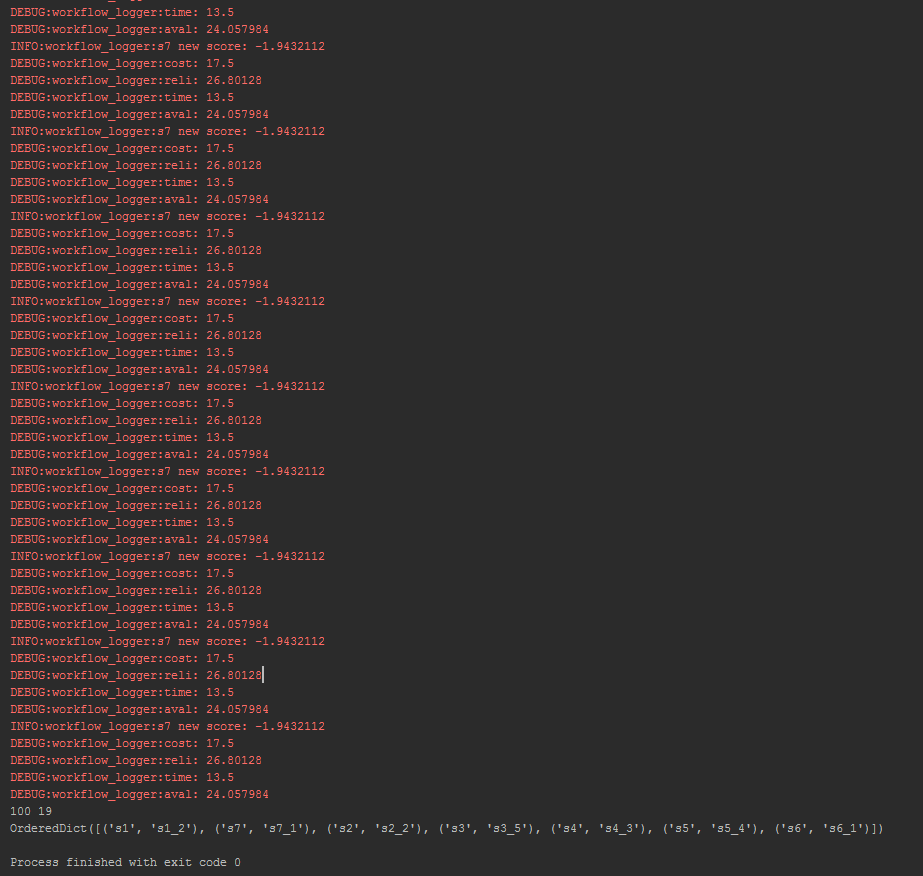 DEBUG:workflow_logger:time: 13.5
DEBUG:workflow_logger:aval: 24.057984
INFO:workflow_logger:s7 new score: -1.9432112
DEBUG:workflow_logger:cost: 17.5
DEBUG:workflow_logger:reli: 26.80128
DEBUG:workflow_logger:time: 13.5
DEBUG:workflow_logger:aval: 24.057984
INFO:workflow_logger:s7 new score: -1.9432112
DEBUG:workflow_logger:cost: 17.5
DEBUG:workflow_logger:reli: 26.80128
DEBUG:workflow_logger:time: 13.5
DEBUG:workflow_logger:aval: 24.057984
INFO:workflow_logger:s7 new score: -1.9432112
DEBUG:workflow_logger:cost: 17.5
DEBUG:workflow_logger:reli: 26.80128
DEBUG:workflow_logger:time: 13.5
DEBUG:workflow_logger:aval: 24.057984
INFO:workflow_logger:s7 new score: -1.9432112
DEBUG:workflow_logger:cost: 17.5
DEBUG:workflow_logger:reli: 26.80128
DEBUG:workflow_logger:time: 13.5
DEBUG:workflow_logger:aval: 24.057984
INFO:workflow_logger:s7 new score: -1.9432112
DEBUG:workflow_logger:cost: 17.5
DEBUG:workflow_logger:reli: 26.80128
DEBUG:workflow_logger:time: 13.5
DEBUG:workflow_logger:aval: 24.057984
INFO:workflow_logger:s7 new score: -1.9432112
DEBUG:workflow_logger:cost: 17.5
DEBUG:workflow_logger:reli: 26.80128
DEBUG:workflow_logger:time: 13.5
DEBUG:workflow_logger:aval: 24.057984
INFO:workflow_logger:s7 new score: -1.9432112
DEBUG:workflow_logger:cost: 17.5
DEBUG:workflow_logger:reli: 26.80128
DEBUG:workflow_logger:time: 13.5
DEBUG:workflow_logger:aval: 24.057984
INFO:workflow_logger:s7 new score: -1.9432112
DEBUG:workflow_logger:cost: 17.5
DEBUG:workflow_logger:reli: 26.80128
DEBUG:workflow_logger:time: 13.5
DEBUG:workflow_logger:aval: 24.057984
INFO:workflow_logger:s7 new score: -1.9432112
DEBUG:workflow_logger:cost: 17.5
DEBUG:workflow_logger:reli: 26.80128
DEBUG:workflow_logger:time: 13.5
DEBUG:workflow_logger:aval: 24.057984
100 19
OrderedDict([('s1', 's1_2'), ('s7', 's7_1'), ('s2', 's2_2'), ('s3', 's3_5'), ('s4', 's4_3'), ('s5', 's5_4'), ('s6', 's6_1')])
Process finished with exit code 0